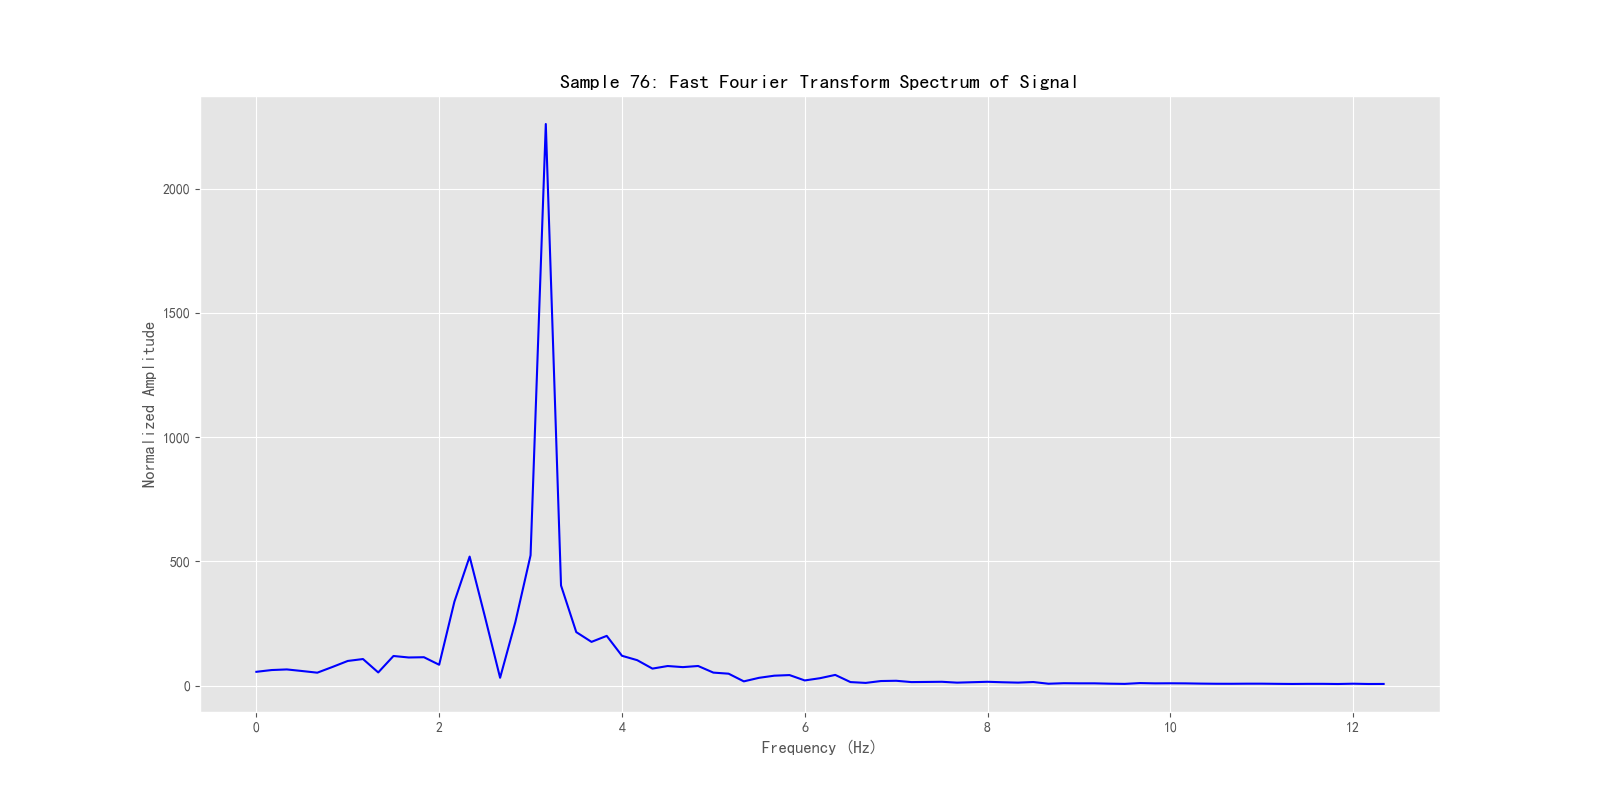 Sample 76: Fast Fourier Transform Spectrum of Signal
2000
1500
1000
500
0
Normalized Amplitude
0 2 4 6 8 10 12
Frequency (Hz)